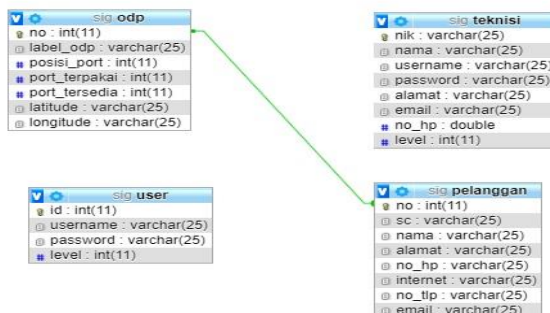 sig odp
no : int(11)
label_odp : varchar(25)
posisi_port : int(11)
port_terpakai : int(11)
port_tersedia : int(11)
latitude : varchar(25)
longitude : varchar(25)
sig teknisi
nik : varchar(25)
nama : varchar(25)
username : varchar(25)
password : varchar(25)
alamat : varchar(25)
email : varchar(25)
no_hp : double
level : int(11)
sig user
id : int(11)
username : varchar(25)
password : varchar(25)
level : int(11)
sig pelanggan
no : int(11)
sc : varchar(25)
nama : varchar(25)
alamat : varchar(25)
no_hp : varchar(25)
internet : varchar(25)
no_tlp : varchar(25)
email : varchar(25)